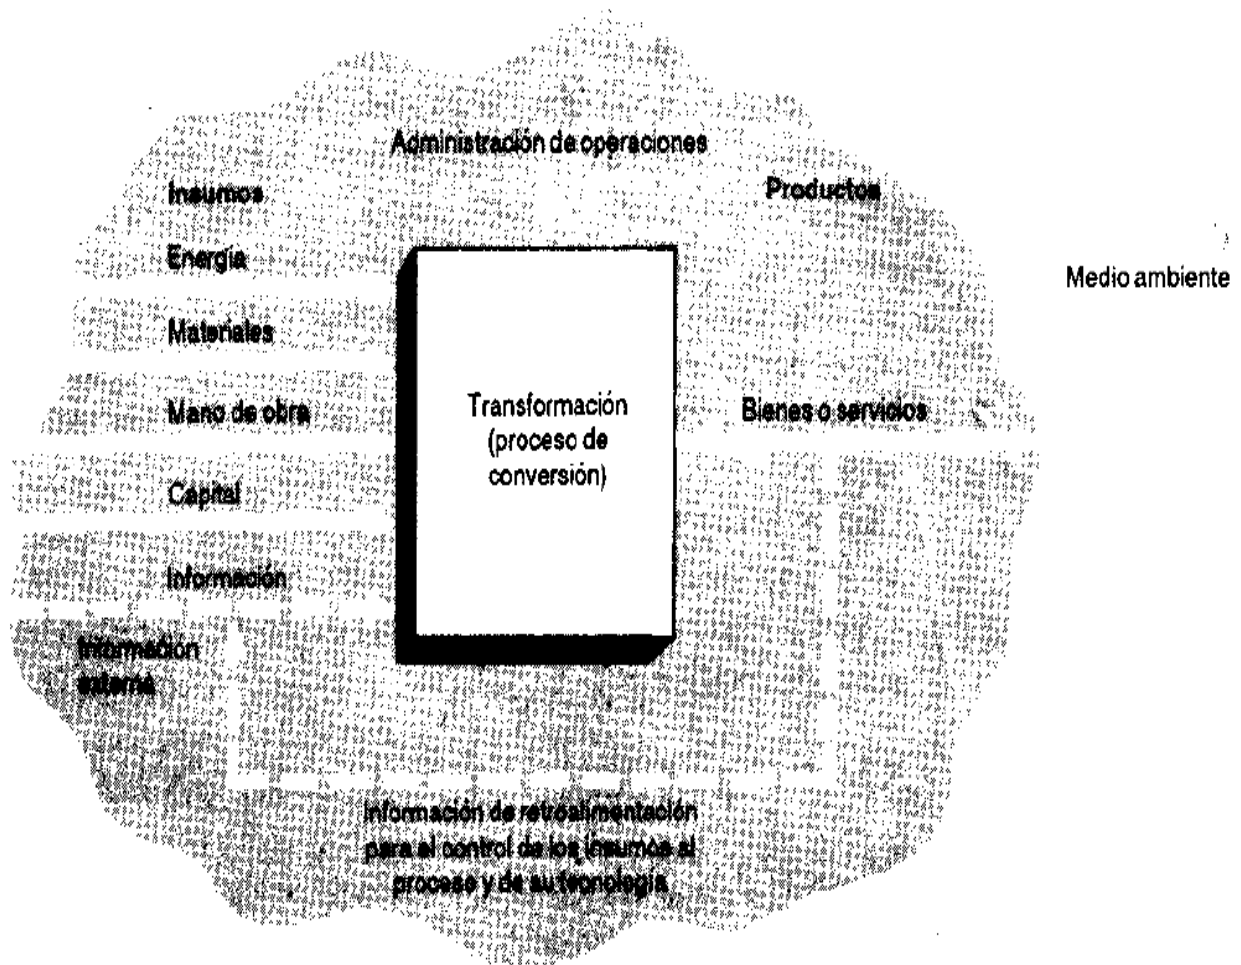 Administración de operaciones
Insumos
Productos
Energía
Medio ambiente
Materiales
Mano de obra
Transformación
(proceso de
conversión)
Bienes o servicios
Capital
Información
Información
externa
Información de retroalimentación
para el control de los insumos al
proceso y de su tecnología